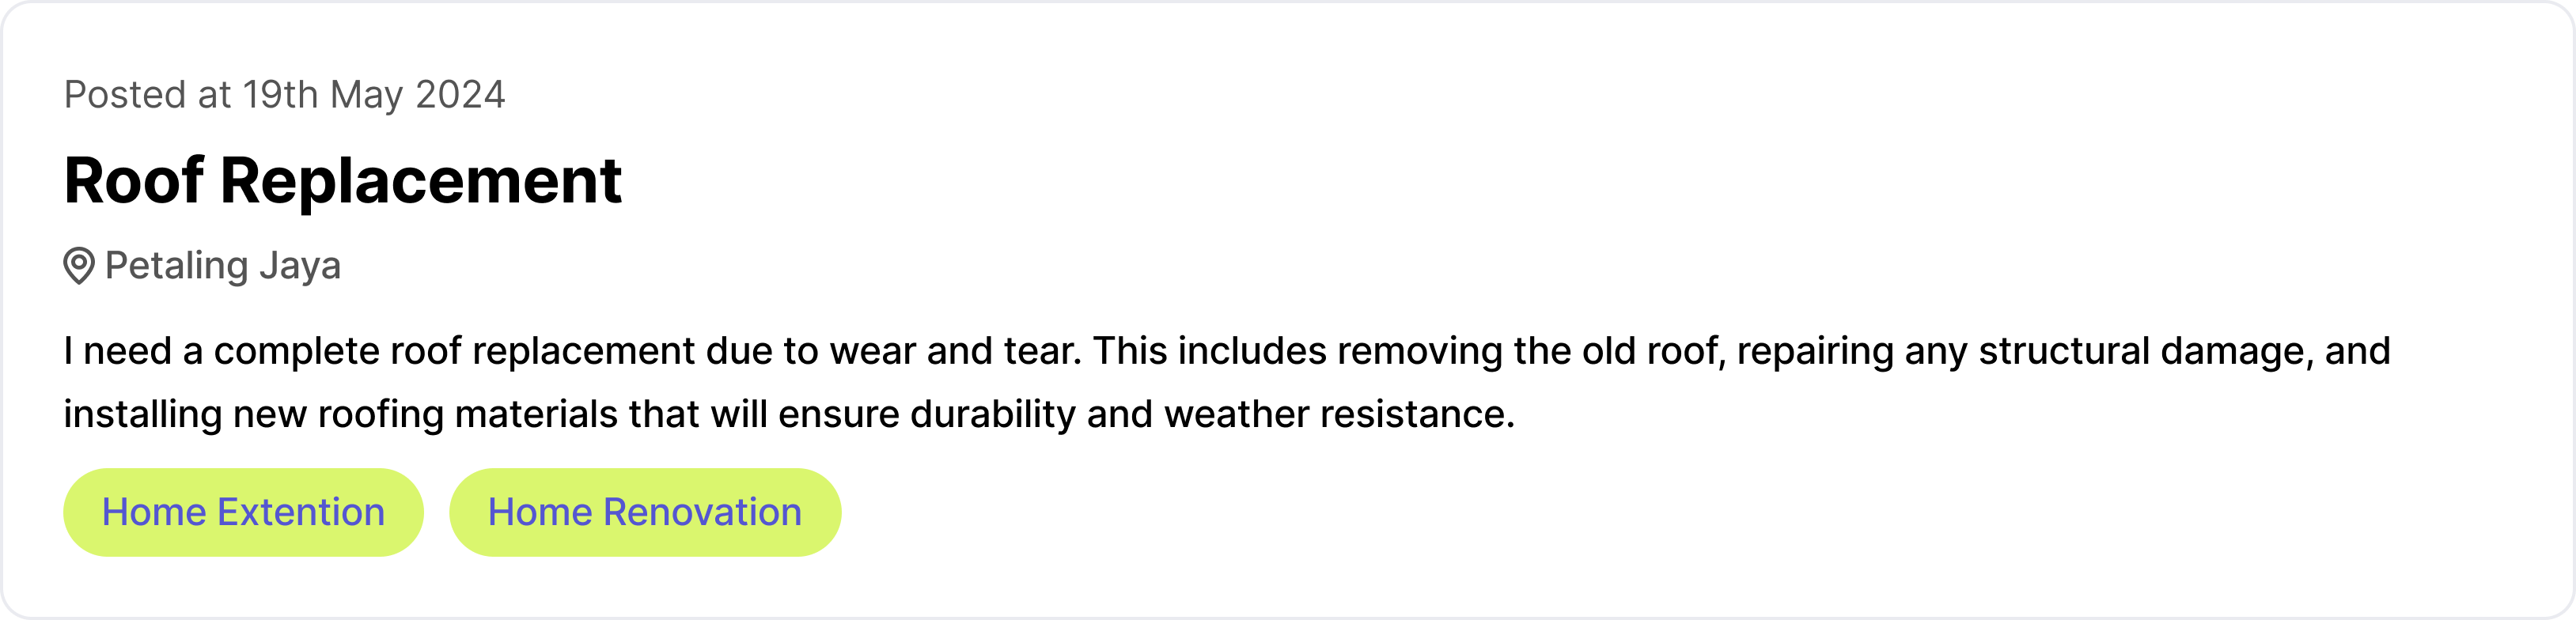 Posted at 19th May 2024
Roof Replacement
Petaling Jaya
I need a complete roof replacement due to wear and tear. This includes removing the old roof, repairing any structural damage, and
installing new roofing materials that will ensure durability and weather resistance.
Home Extention Home Renovation